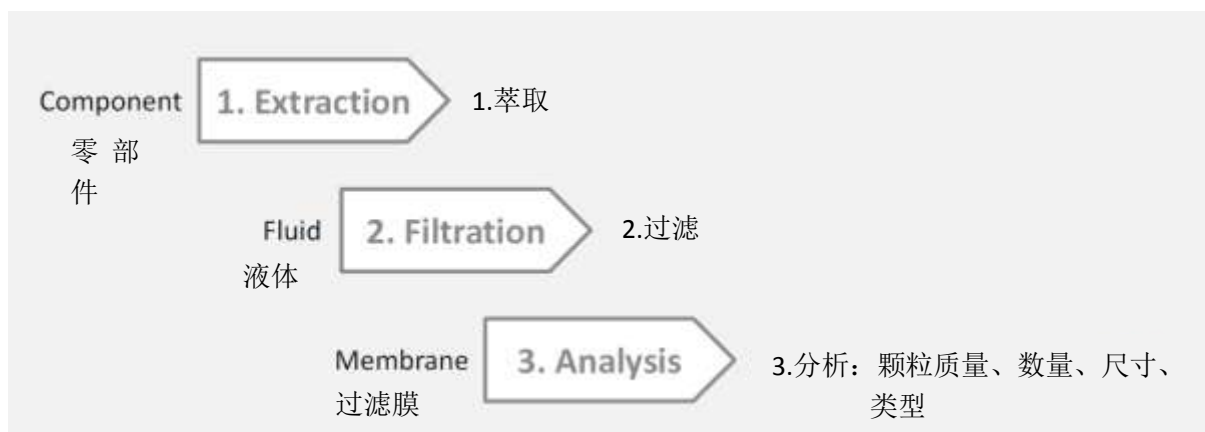 Component 1. Extraction 1.萃取
零 部
件
Fluid 2. Filtration 2.过滤
液体
Membrane 3. Analysis 3.分析：颗粒质量、数量、尺寸、
过滤膜 类型